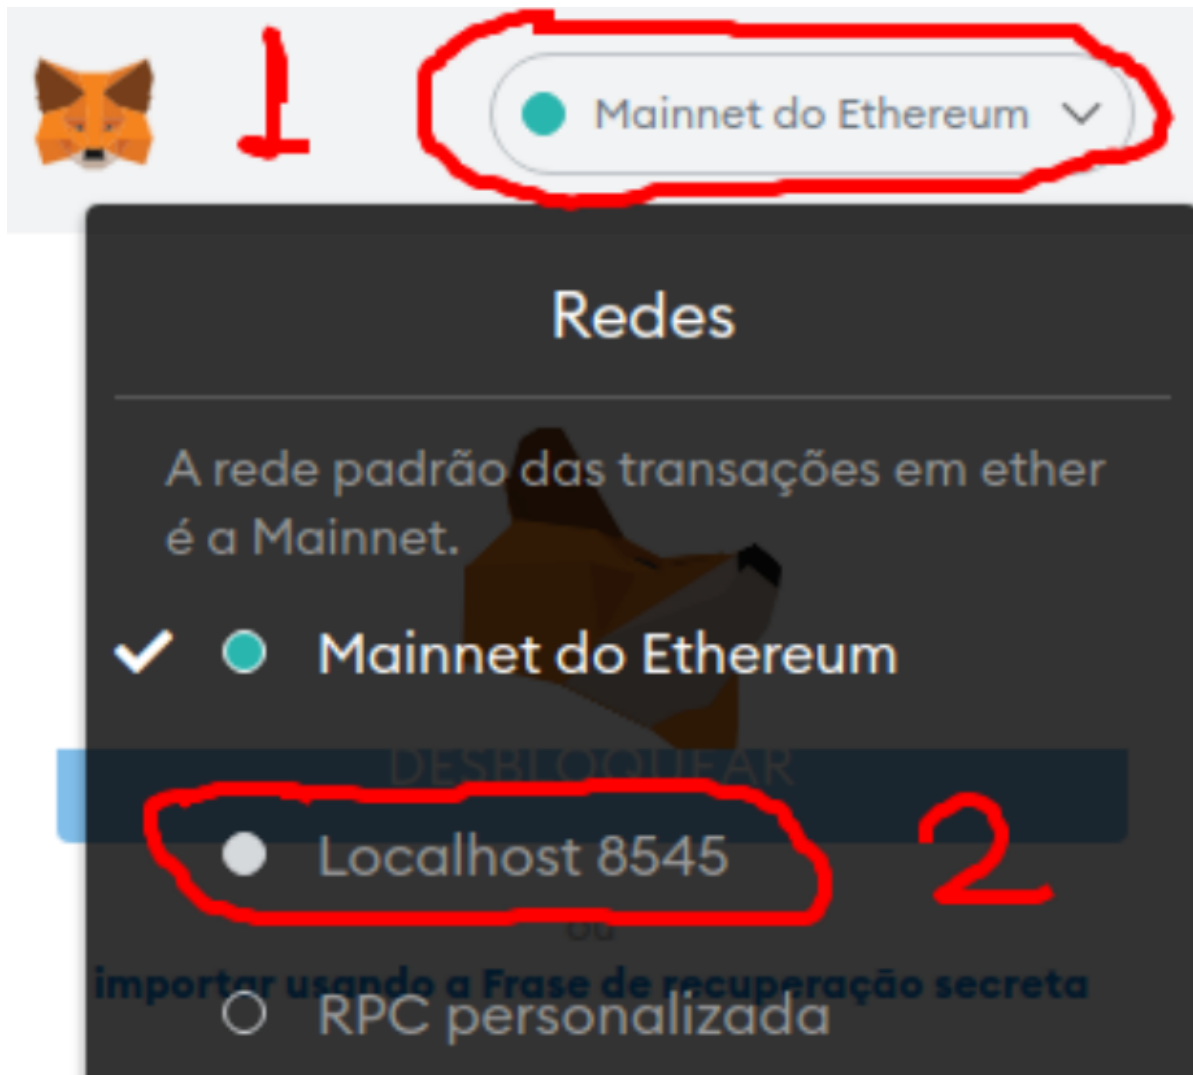 1
Mainnet do Ethereum
Redes
A rede padrão das transações em ether
é a Mainnet.
Mainnet do Ethereum
DESBLOQUEAR
Localhost 8545
2
ou
importar usando a Frase de recuperação secreta
RPC personalizada